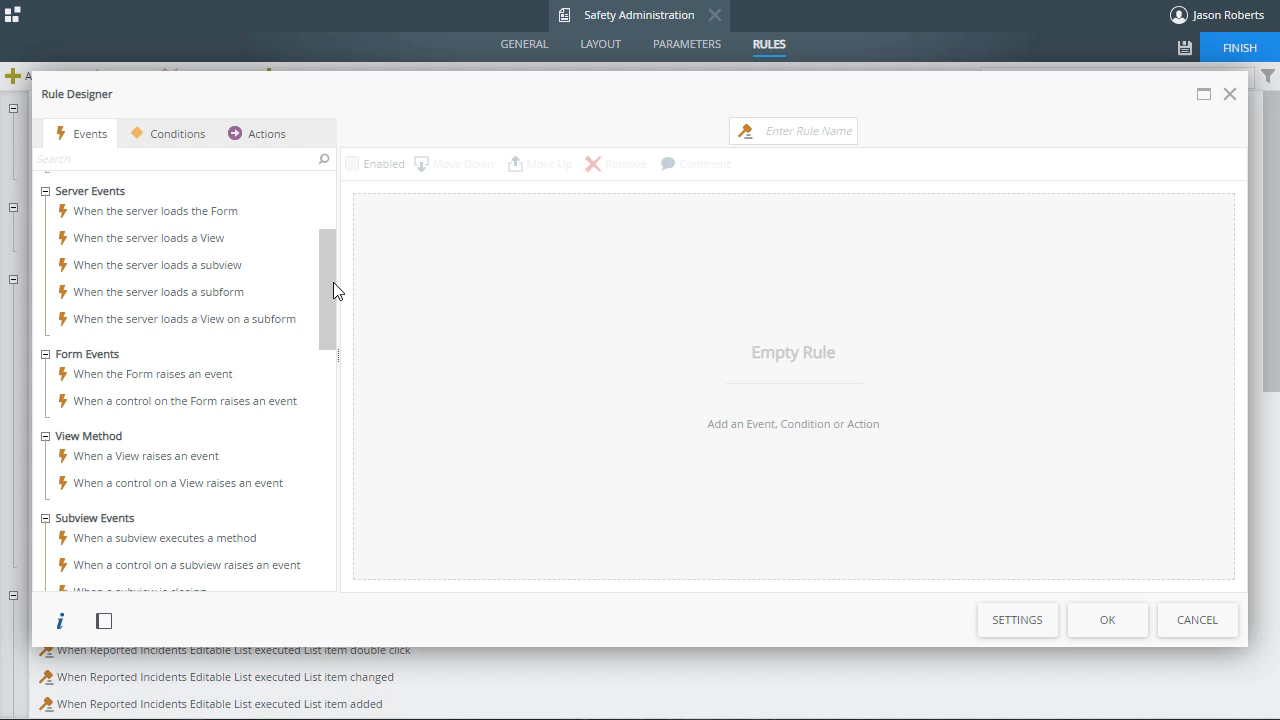 Safety Administration
Jason Roberts
GENERAL
LAYOUT
PARAMETERS
RULES
FINISH
A
Rule Designer
Events
Conditions
Actions
Enter Rule Name
Search
Enabled
Move Down
Move Up
Remove
Comment
Server Events
When the server loads the Form
When the server loads a View
When the server loads a subview
When the server loads a subform
When the server loads a View on a subform
Form Events
When the Form raises an event
When a control on the Form raises an event
View Method
When a View raises an event
When a control on a View raises an event
Subview Events
When a subview executes a method
When a control on a subview raises an event
When a subview is closing
Empty Rule
Add an Event, Condition or Action
SETTINGS
OK
CANCEL
When Reported Incidents Editable List executed List item double click
When Reported Incidents Editable List executed List item changed
When Reported Incidents Editable List executed List item added